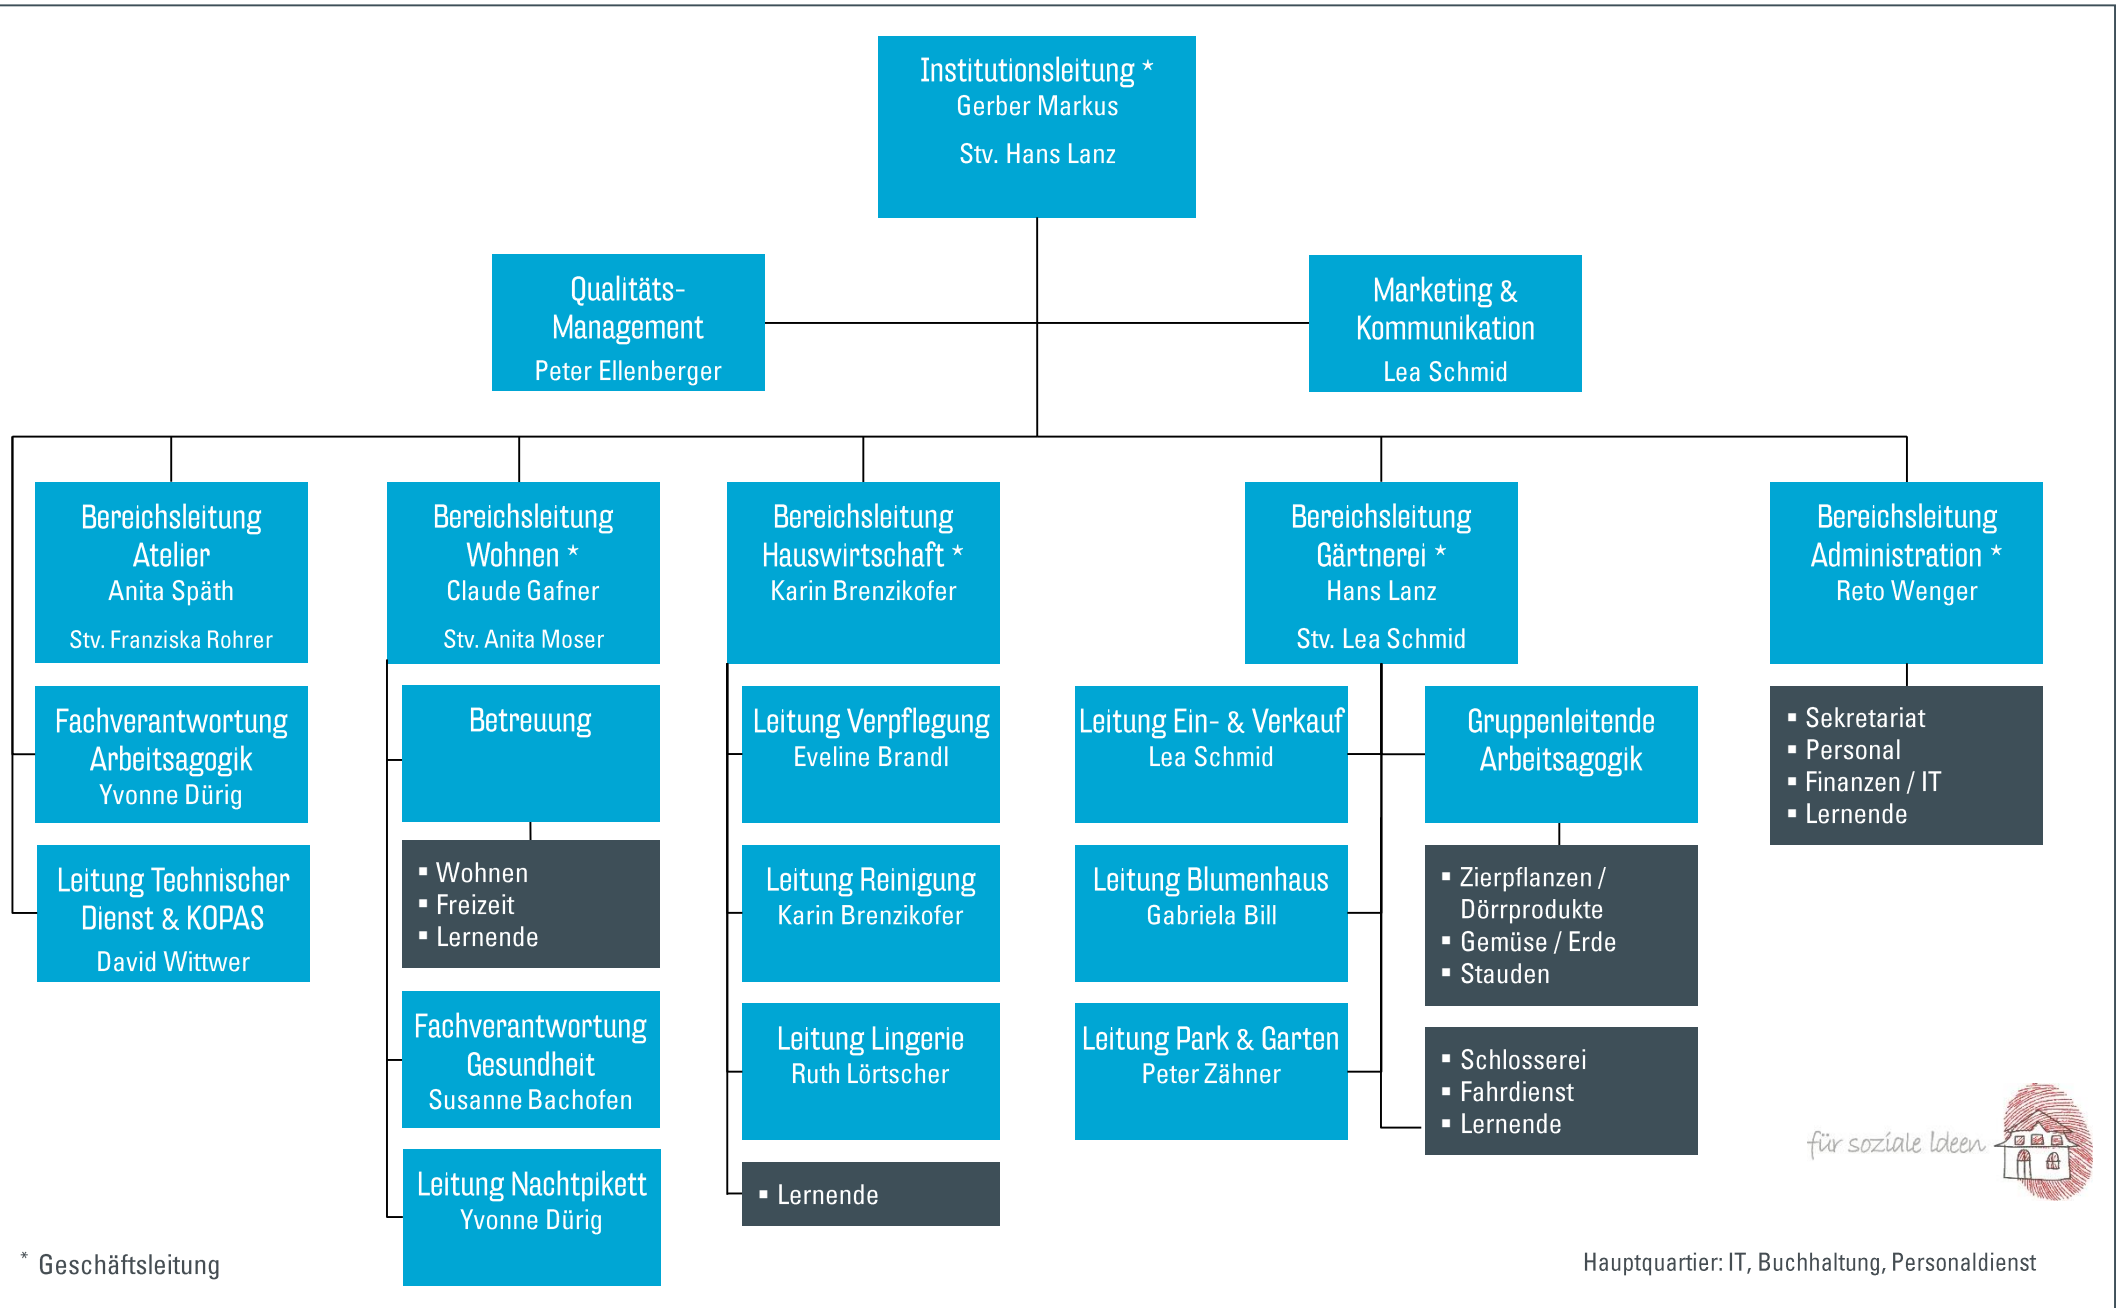 Institutionsleitung *
Gerber Markus
Stv. Hans Lanz
Qualitäts-
Management
Peter Ellenberger
Marketing &
Kommunikation
Lea Schmid
Bereichsleitung
Atelier
Anita Späth
Stv. Franziska Rohrer
Fachverantwortung
Arbeitsagogik
Yvonne Dürig
Leitung Technischer
Dienst & KOPAS
David Wittwer
Bereichsleitung
Wohnen *
Claude Gafner
Stv. Anita Moser
Betreuung
▪ Wohnen
▪ Freizeit
▪ Lernende
Fachverantwortung
Gesundheit
Susanne Bachofen
Leitung Nachtpikett
Yvonne Dürig
Bereichsleitung
Hauswirtschaft *
Karin Brenzikofer
Leitung Verpflegung
Eveline Brandl
Leitung Reinigung
Karin Brenzikofer
Leitung Lingerie
Ruth Lörtscher
▪ Lernende
Bereichsleitung
Gärtnerei *
Hans Lanz
Stv. Lea Schmid
Leitung Ein- & Verkauf
Lea Schmid
Leitung Blumenhaus
Gabriela Bill
Leitung Park & Garten
Peter Zähner
Gruppenleitende
Arbeitsagogik
▪ Zierpflanzen /
Dörrprodukte
▪ Gemüse / Erde
▪ Stauden
▪ Schlosserei
▪ Fahrdienst
▪ Lernende
Bereichsleitung
Administration *
Reto Wenger
▪ Sekretariat
▪ Personal
▪ Finanzen / IT
▪ Lernende
für soziale Ideen
* Geschäftsleitung
Hauptquartier: IT, Buchhaltung, Personaldienst